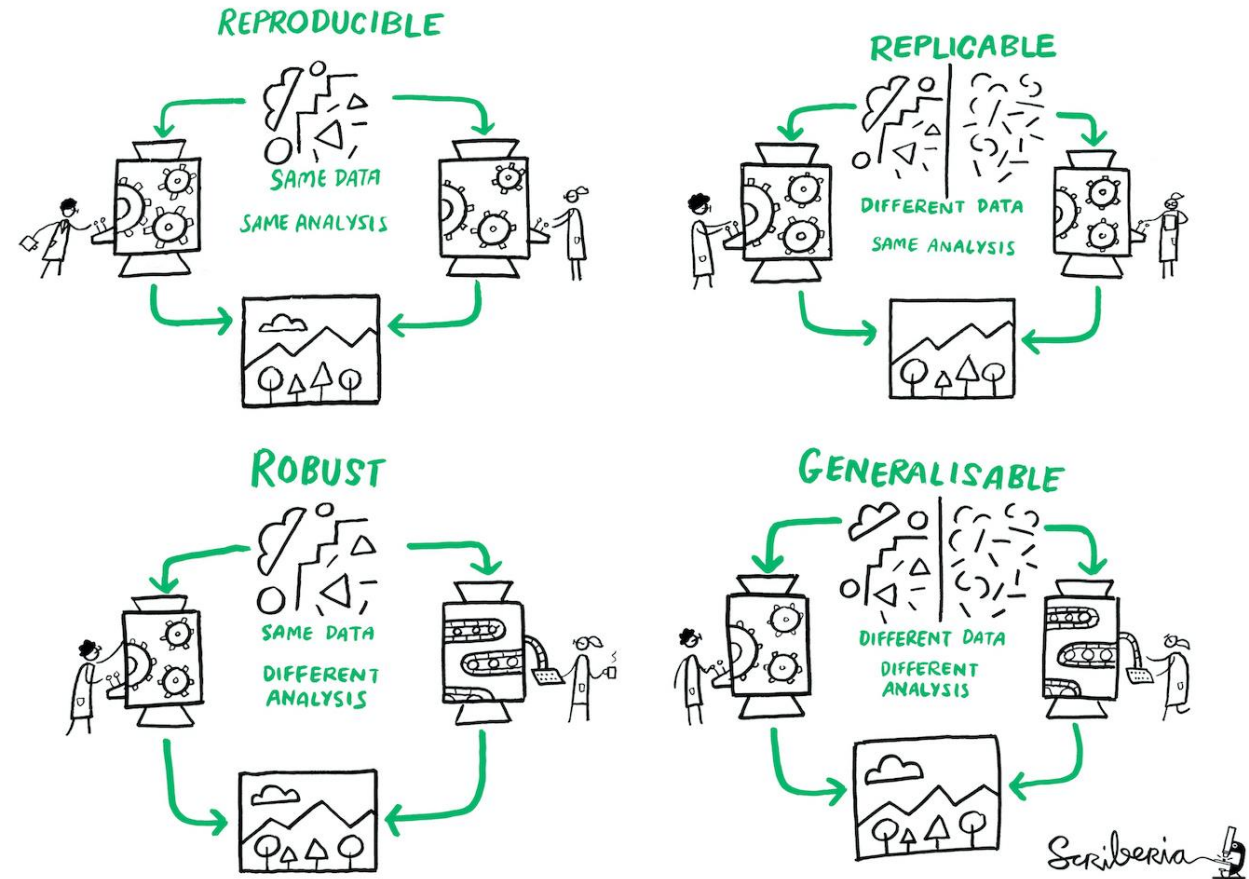 REPRODUCIBLE
SAME DATA
SAME ANALYSIS
REPLICABLE
DIFFERENT DATA
SAME ANALYSIS
ROBUST
SAME DATA
DIFFERENT
ANALYSIS
GENERALISABLE
DIFFERENT DATA
DIFFERENT
ANALYSIS
Scriberia